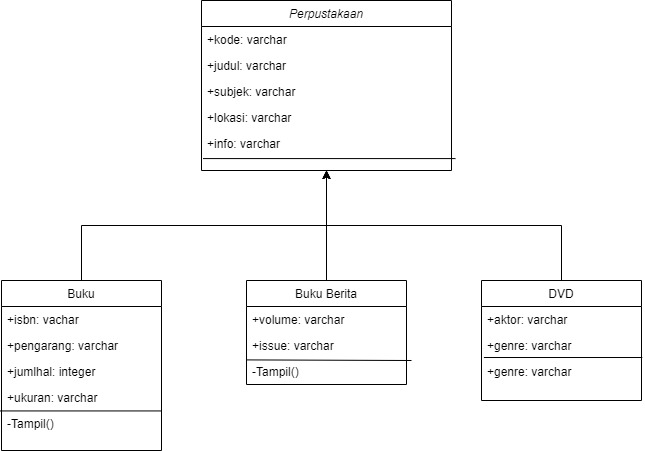 Perpustakaan
+kode: varchar
+judul: varchar
+subjek: varchar
+lokasi: varchar
+info: varchar
Buku
+isbn: vachar
+pengarang: varchar
+jumlhal: integer
+ukuran: varchar
-Tampil()
Buku Berita
+volume: varchar
+issue: varchar
-Tampil()
DVD
+aktor: varchar
+genre: varchar
+genre: varchar